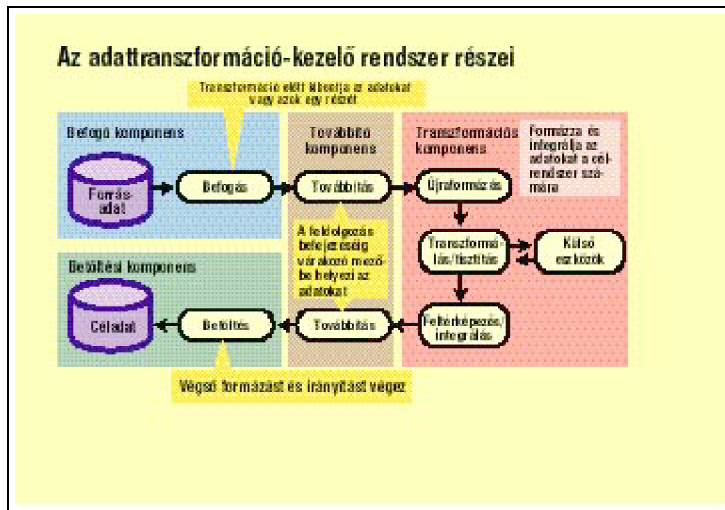 Az adattranszformáció-kezelő rendszer részei
Transzformáció előtt kibontja az adatokat
vagy azok egy részét
Befogó komponens
Továbbító
komponens
Transzformációs
komponens
Formázza és
integrálja az
adatokat a cél-
rendszer szá-
mára
Forrás-
adat
Befogás
Továbbítás
Újraformázás
A feldolgozás
befejezéséig
várakozó mező-
be helyezi az
adatokat
Transzformá-
lás/tisztítás
Külső
eszközök
Betöltési komponens
Céladat
Betöltés
Továbbítás
Feltérképezés/
integrálás
Végső formázást és irányítást végez